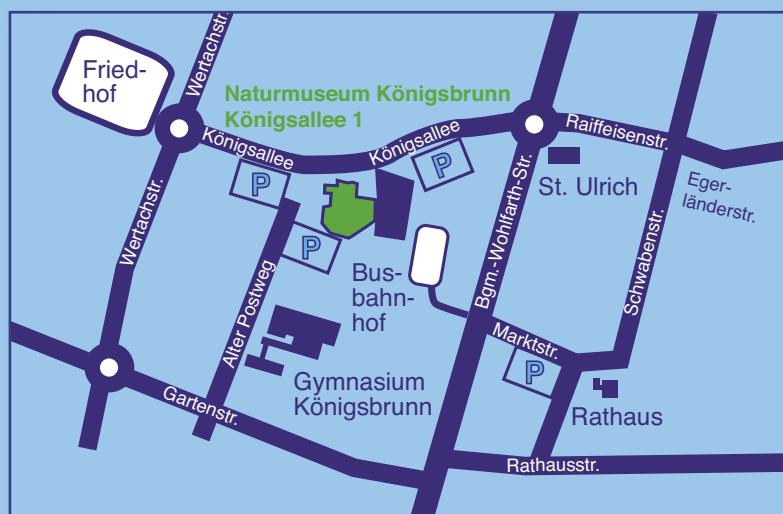 Wertachstr.
Fried-
hof
Naturmuseum Königsbrunn
Königsallee 1
Königsallee
Königsallee
Raiffeisenstr.
P
P
P
St. Ulrich
Eger-
länderstr.
Wertachstr.
Alter Postweg
Bus-
bahn-
hof
Bgm.-Wohlfarth-Str.
Schwabenstr.
Marktstr.
P
Gymnasium
Königsbrunn
Gartenstr.
Rathaus
Rathausstr.